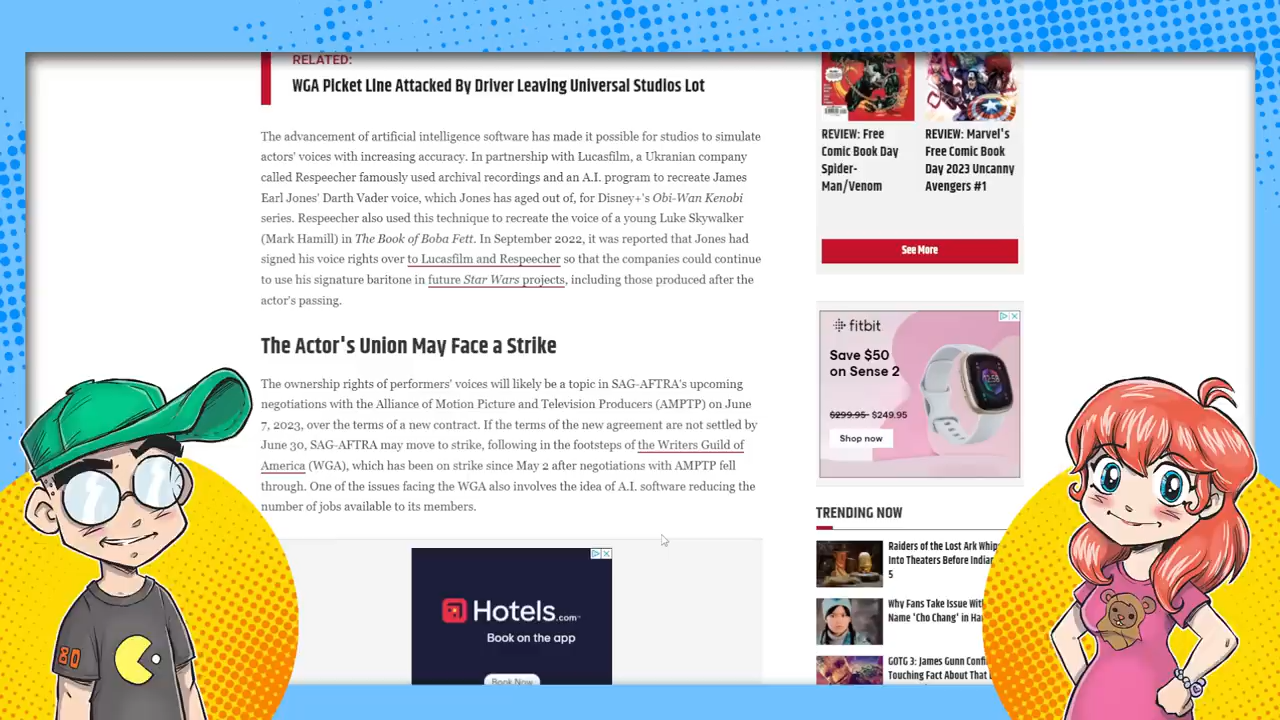 RELATED:
WGA Picket Line Attacked By Driver Leaving Universal Studios Lot
The advancement of artificial intelligence software has made it possible for studios to simulate
actors' voices with increasing accuracy. In partnership with Lucasfilm, a Ukranian company
called Respeecher famously used archival recordings and an A.I. program to recreate James
Earl Jones' Darth Vader voice, which Jones has aged out of, for Disney+'s Obi-Wan Kenobi
series. Respeecher also used this technique to recreate the voice of a young Luke Skywalker
(Mark Hamill) in The Book of Boba Fett. In September 2022, it was reported that Jones had
signed his voice rights over to Lucasfilm and Respeecher so that the companies could continue
to use his signature baritone in future Star Wars projects, including those produced after the
actor's passing.
The Actor's Union May Face a Strike
The ownership rights of performers' voices will likely be a topic in SAG-AFTRA's upcoming
negotiations with the Alliance of Motion Picture and Television Producers (AMPTP) on June
7, 2023, over the terms of a new contract. If the terms of the new agreement are not settled by
June 30, SAG-AFTRA may move to strike, following in the footsteps of the Writers Guild of
America (WGA), which has been on strike since May 2 after negotiations with AMPTP fell
through. One of the issues facing the WGA also involves the idea of A.I. software reducing the
number of jobs available to its members.
Hotels.com
Book on the app
Book Now
REVIEW: Free
Comic Book Day
Spider-
Man/Venom
REVIEW: Marvel's
Free Comic Book
Day 2023 Uncanny
Avengers #1
See More
fitbit
Save $50
on Sense 2
$299.95 $249.95
Shop now
TRENDING NOW
Raiders of the Lost Ark Whips
Into Theaters Before Indiar
5
Why Fans Take Issue Wit
Name 'Cho Chang' in Ha
GOTG 3: James Gunn Confi
Touching Fact About That
80